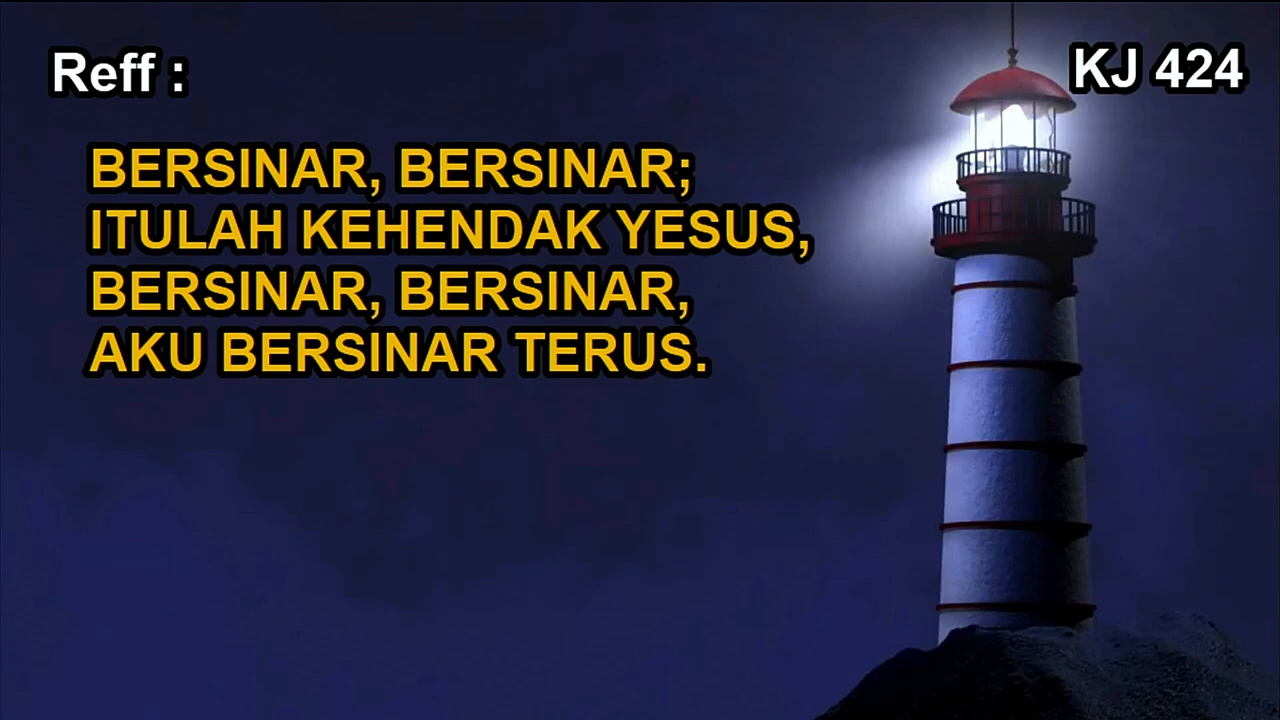 Reff :
KJ 424
BERSINAR, BERSINAR;
ITULAH KEHENDAK YESUS,
BERSINAR, BERSINAR,
AKU BERSINAR TERUS.